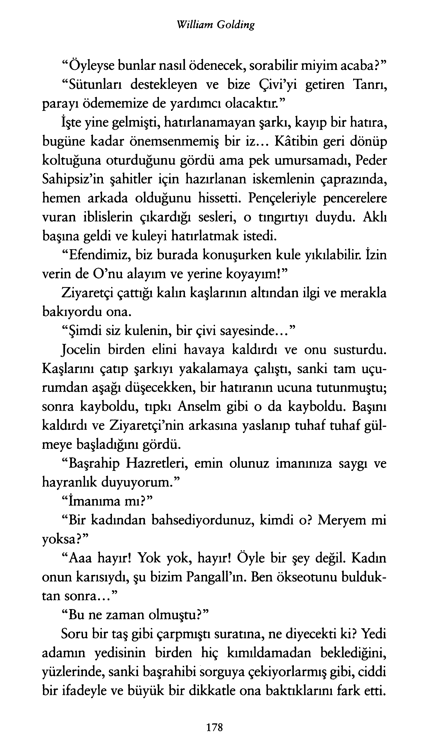 William Golding
“Öyleyse bunlar nasıl ödenecek, sorabilir miyim acaba?”
“Sütunları destekleyen ve bize Çivi’yi getiren Tanrı,
parayı ödememize de yardımcı olacaktır.”
İşte yine gelmişti, hatırlanamayan şarkı, kayıp bir hatıra,
bugüne kadar önemsenmemiş bir iz... Kâtibin geri dönüp
koltuğuna oturduğunu gördü ama pek umursamadı, Peder
Sahipsiz’in şahitler için hazırlanan iskemlenin çaprazında,
hemen arkada olduğunu hissetti. Pençeleriyle pencerelere
vuran iblislerin çıkardığı sesleri, o tıngırtıyı duydu. Aklı
başına geldi ve kuleyi hatırlatmak istedi.
“Efendimiz, biz burada konuşurken kule yıkılabilir. İzin
verin de O’nu alayım ve yerine koyayım!”
Ziyaretçi çattığı kalın kaşlarının altından ilgi ve merakla
bakıyordu ona.
“Şimdi siz kulenin, bir çivi sayesinde...”
Jocelin birden elini havaya kaldırdı ve onu susturdu.
Kaşlarını çatıp şarkıyı yakalamaya çalıştı, sanki tam uçu-
rumdan aşağı düşecekken, bir hatıranın ucuna tutunmuştu;
sonra kayboldu, tıpkı Anselm gibi o da kayboldu. Başını
kaldırdı ve Ziyaretçi’nin arkasına yaslanıp tuhaf tuhaf gül-
meye başladığını gördü.
“Başrahip Hazretleri, emin olunuz imanınıza saygı ve
hayranlık duyuyorum.”
“İmanıma mı?”
“Bir kadından bahsediyordunuz, kimdi o? Meryem mi
yoksa?”
“Aaa hayır! Yok yok, hayır! Öyle bir şey değil. Kadın
onun karısıydı, şu bizim Pangall’ın. Ben ökseotunu bulduk-
tan sonra...”
“Bu ne zaman olmuştu?”
Soru bir taş gibi çarpmıştı suratına, ne diyecekti ki? Yedi
adamın yedisinin birden hiç kımıldamadan beklediğini,
yüzlerinde, sanki başrahibi sorguya çekiyorlarmış gibi, ciddi
bir ifadeyle ve büyük bir dikkatle ona baktıklarını fark etti.
178